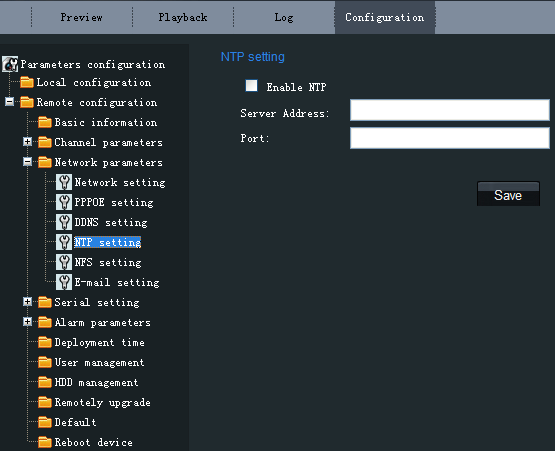 Preview Playback Log Configuration
Parameters configuration
Local configuration
Remote configuration
Basic information
Channel parameters
Network parameters
Network setting
PPPOE setting
DDNS setting
NTP setting
NFS setting
E-mail setting
Serial setting
Alarm parameters
Deployment time
User management
HDD management
Remotely upgrade
Default
Reboot device
NTP setting
Enable NTP
Server Address:
Port:
Save